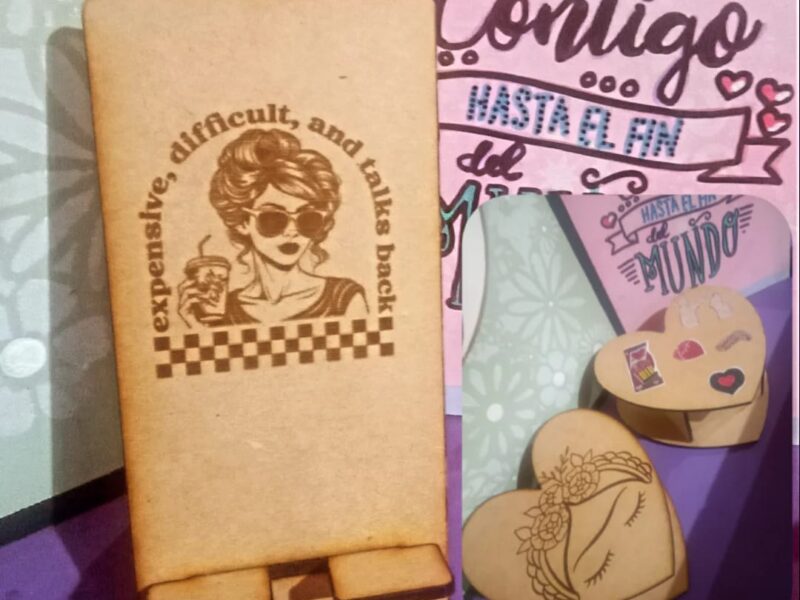 expensive, difficult, and talks back
Contigo
HASTA EL FIN
del
HASTA EL FIN
del
MUNDO